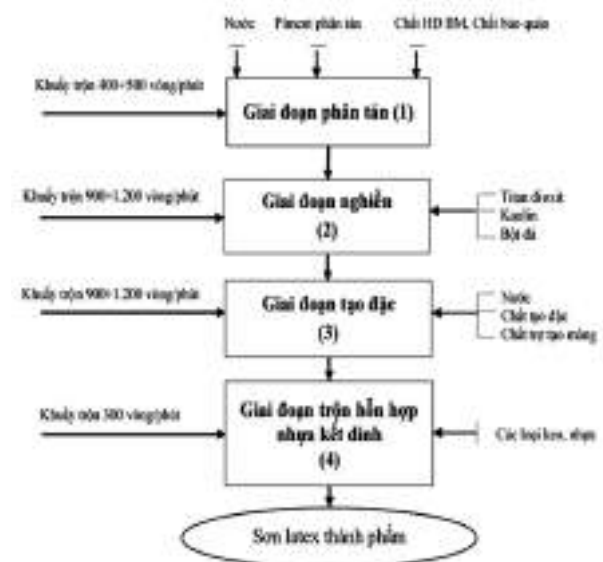 Nước Piment phân tán Chất HĐ BM, Chất bảo quản
Khuấy trộn 400÷500 vòng/phút
Giai đoạn phân tán (1)
Khuấy trộn 900÷1.200 vòng/phút
Giai đoạn nghiền
(2)
Titan dioxit
Kaolin
Bột đá
Khuấy trộn 900÷1.200 vòng/phút
Giai đoạn tạo đặc
(3)
Nước
Chất tạo đặc
Chất trợ tạo màng
Khuấy trộn 300 vòng/phút
Giai đoạn trộn hỗn hợp
nhựa kết dính
(4)
Các loại keo, nhựa
Sơn latex thành phẩm